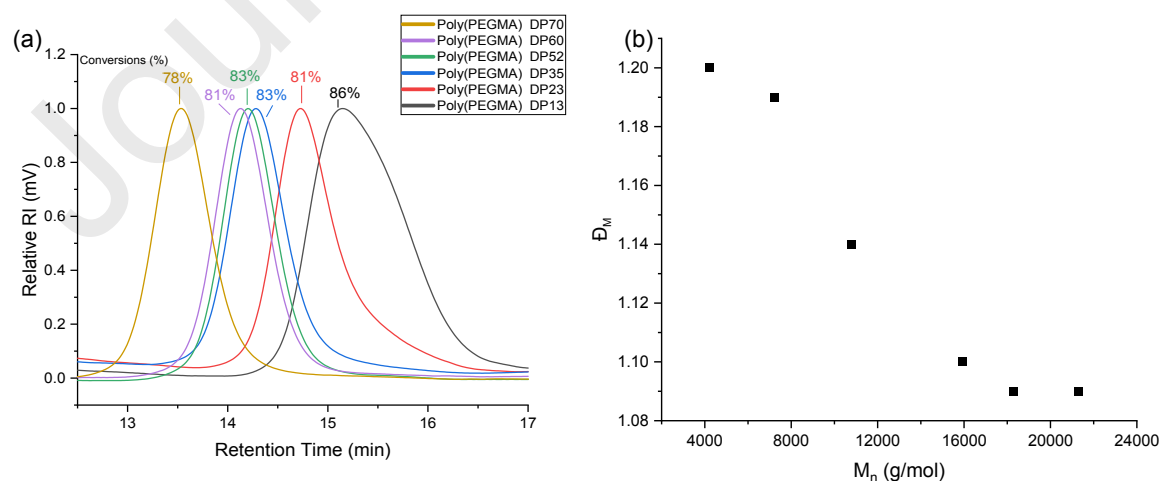 (a)
Poly(PEGMA) DP70
Poly(PEGMA) DP60
Poly(PEGMA) DP52
Poly(PEGMA) DP35
Poly(PEGMA) DP23
Poly(PEGMA) DP13
Conversions (%)
78%
81%
83%
83%
81%
86%
1.2
1.0
0.8
0.6
0.4
0.2
0.0
Relative RI (mV)
13
14
15
16
17
Retention Time (min)
(b)
1.20
1.18
1.16
1.14
1.12
1.10
1.08
Đ_M
4000
8000
12000
16000
20000
24000
M_n (g/mol)
Jour